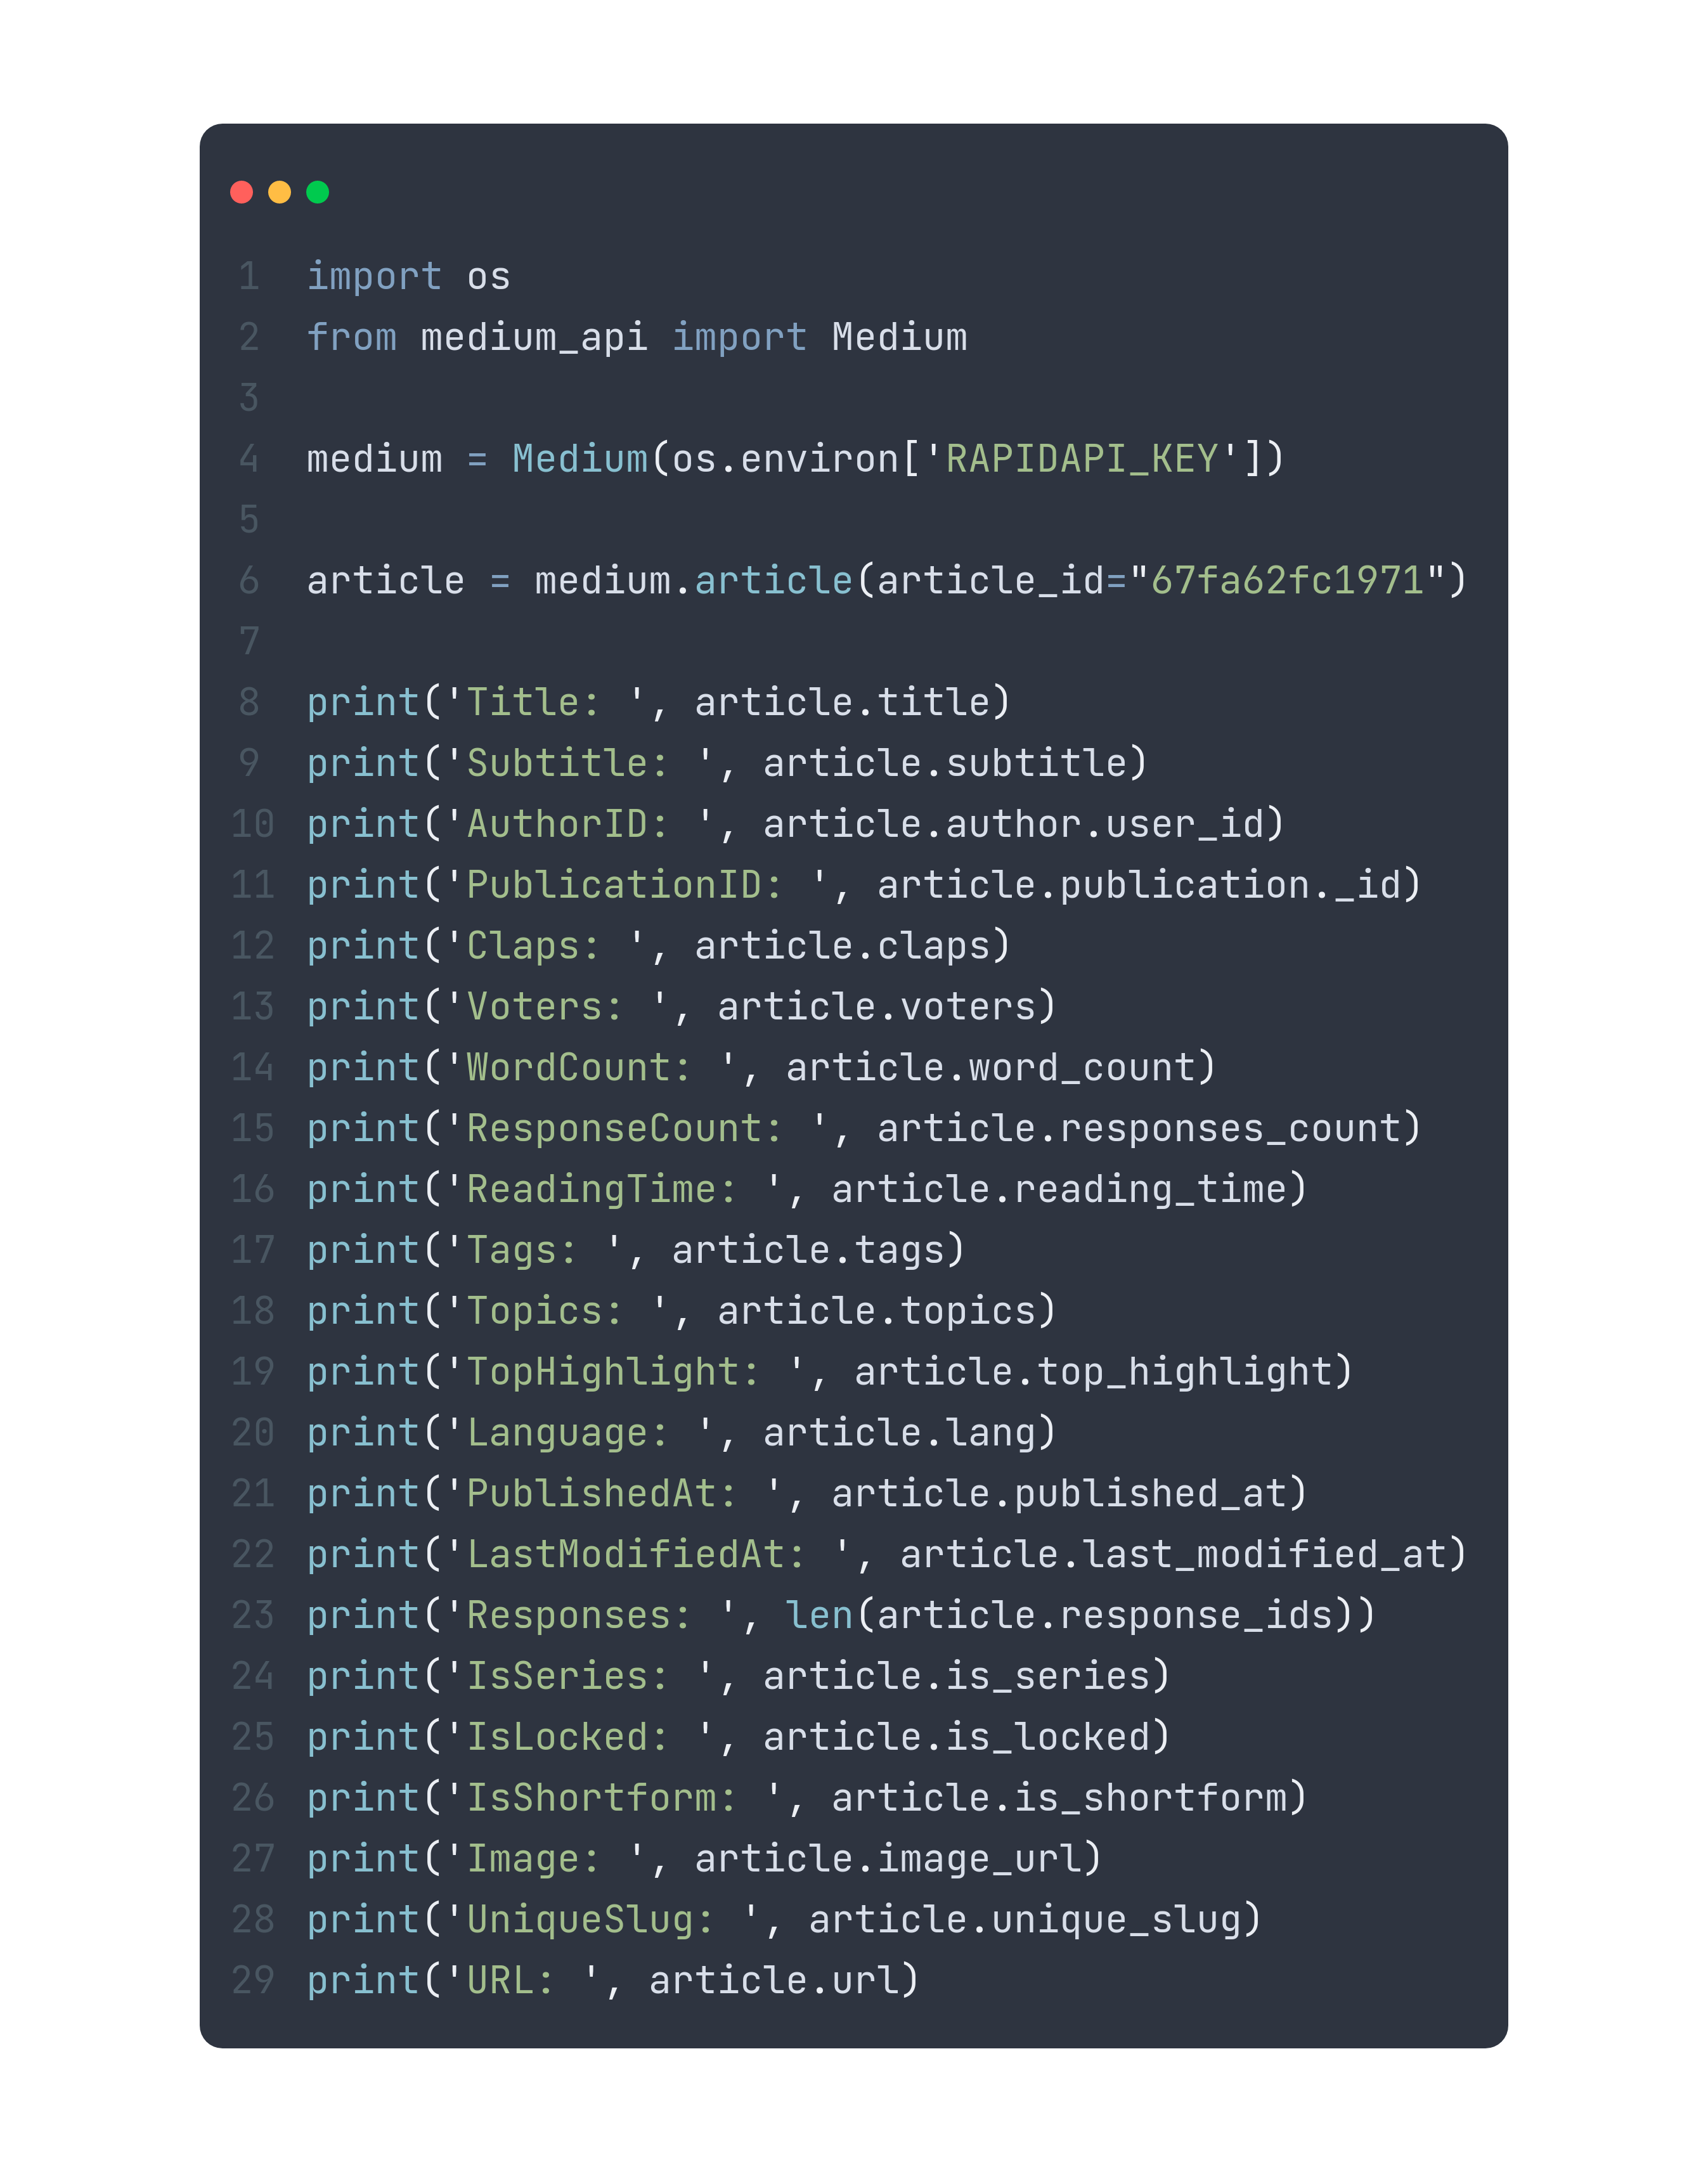 1 import os
2 from medium_api import Medium
3
4 medium = Medium(os.environ['RAPIDAPI_KEY'])
5
6 article = medium.article(article_id="67fa62fc1971")
7
8 print('Title: ', article.title)
9 print('Subtitle: ', article.subtitle)
10 print('AuthorID: ', article.author.user_id)
11 print('PublicationID: ', article.publication._id)
12 print('Claps: ', article.claps)
13 print('Voters: ', article.voters)
14 print('WordCount: ', article.word_count)
15 print('ResponseCount: ', article.responses_count)
16 print('ReadingTime: ', article.reading_time)
17 print('Tags: ', article.tags)
18 print('Topics: ', article.topics)
19 print('TopHighlight: ', article.top_highlight)
20 print('Language: ', article.lang)
21 print('PublishedAt: ', article.published_at)
22 print('LastModifiedAt: ', article.last_modified_at)
23 print('Responses: ', len(article.response_ids))
24 print('IsSeries: ', article.is_series)
25 print('IsLocked: ', article.is_locked)
26 print('IsShortform: ', article.is_shortform)
27 print('Image: ', article.image_url)
28 print('UniqueSlug: ', article.unique_slug)
29 print('URL: ', article.url)